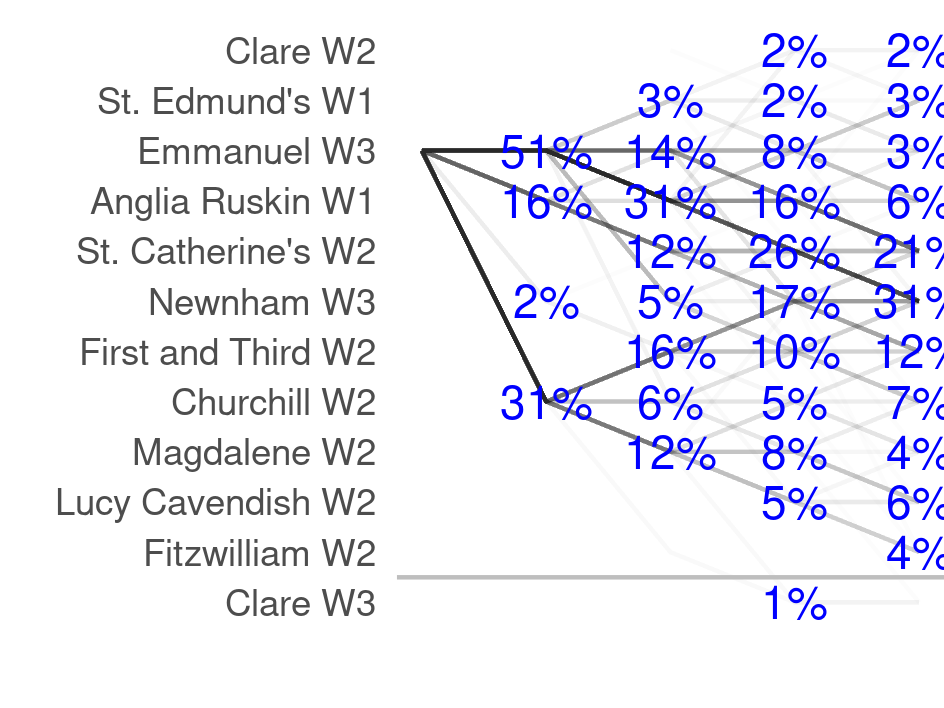 Clare W2 2% 2%
St. Edmund's W1 3% 2% 3%
Emmanuel W3 51% 14% 8% 3%
Anglia Ruskin W1 16% 31% 16% 6%
St. Catherine's W2 12% 26% 21%
Newnham W3 2% 5% 17% 31%
First and Third W2 16% 10% 12%
Churchill W2 31% 6% 5% 7%
Magdalene W2 12% 8% 4%
Lucy Cavendish W2 5% 6%
Fitzwilliam W2 4%
Clare W3 1%